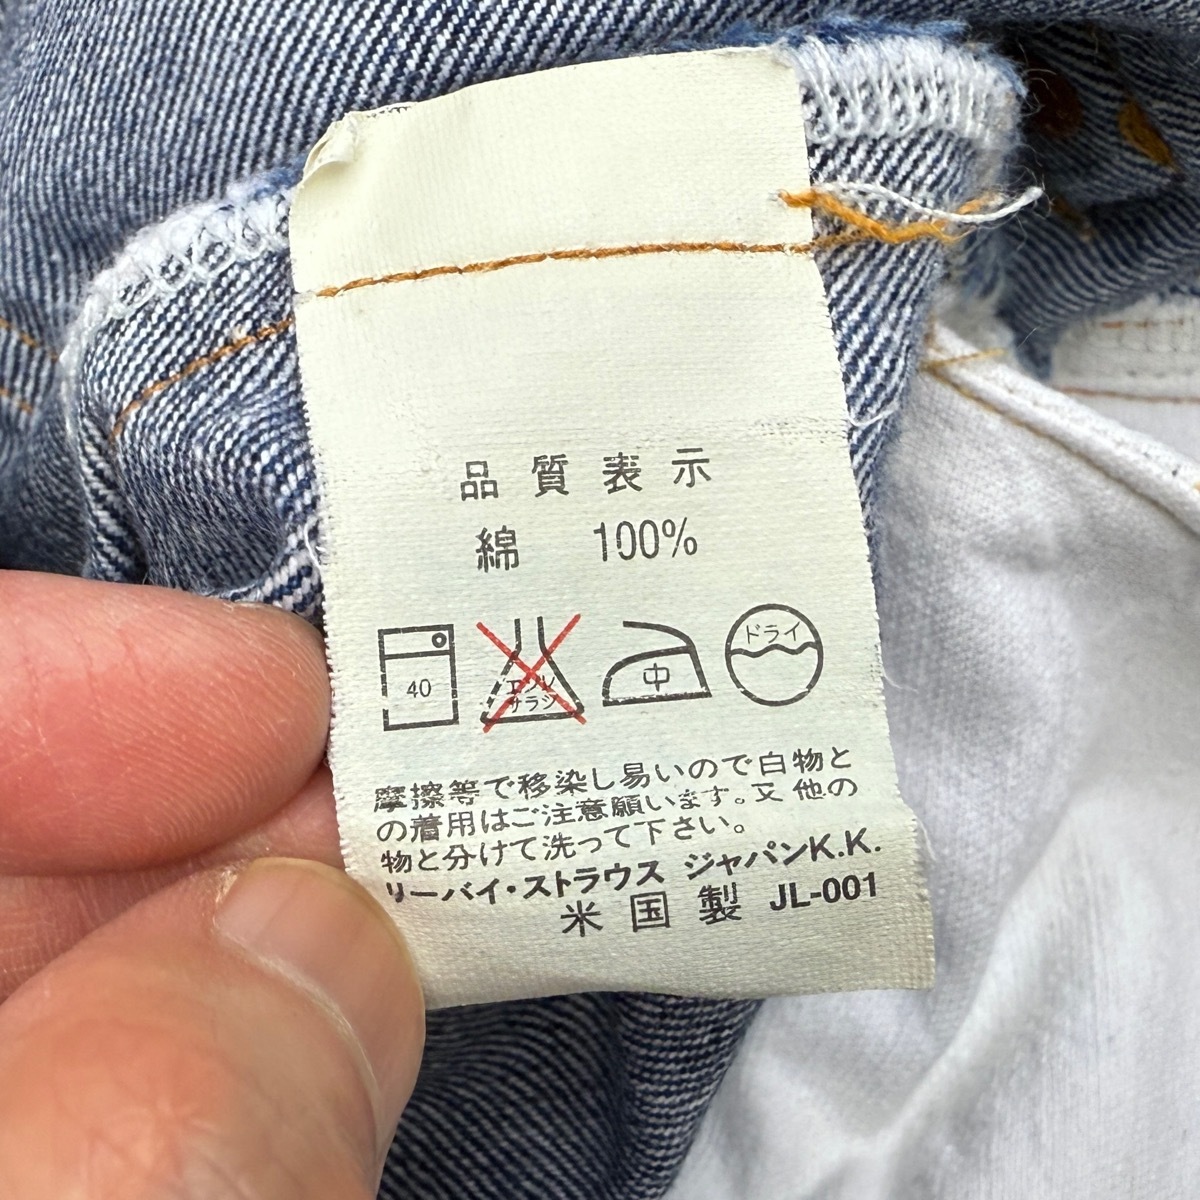 品質表示
綿 100%
40 エンソ サラシ 中 ドライ
摩擦等で移染し易いので白物と
の着用はご注意願います。又他の
物と分けて洗って下さい。
リーバイ・ストラウス ジャパンK.K.
米国製 JL-001